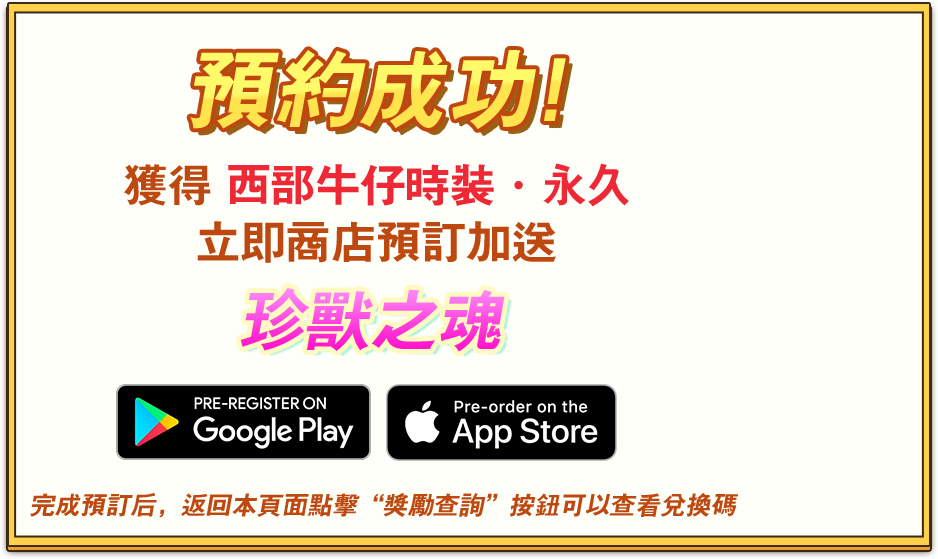 預約成功!
獲得 西部牛仔時裝·永久
立即商店預訂加送
珍獸之魂
PRE-REGISTER ON
Google Play
Pre-order on the
App Store
完成預訂后，返回本頁面點擊“獎勵查詢”按鈕可以查看兌換碼